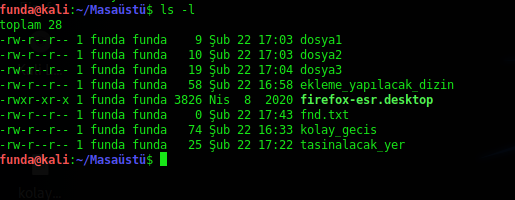 funda@kali:~/Masaüstü$ ls -l
toplam 28
-rw-r--r-- 1 funda funda    9 Şub 22 17:03 dosya1
-rw-r--r-- 1 funda funda   10 Şub 22 17:03 dosya2
-rw-r--r-- 1 funda funda   19 Şub 22 17:04 dosya3
-rw-r--r-- 1 funda funda   58 Şub 22 16:58 ekleme_yapılacak_dizin
-rwxr-xr-x 1 funda funda 3826 Nis  8  2020 firefox-esr.desktop
-rw-r--r-- 1 funda funda    0 Şub 22 17:43 fnd.txt
-rw-r--r-- 1 funda funda   74 Şub 22 16:33 kolay_gecis
-rw-r--r-- 1 funda funda   25 Şub 22 17:22 tasinalacak_yer
funda@kali:~/Masaüstü$